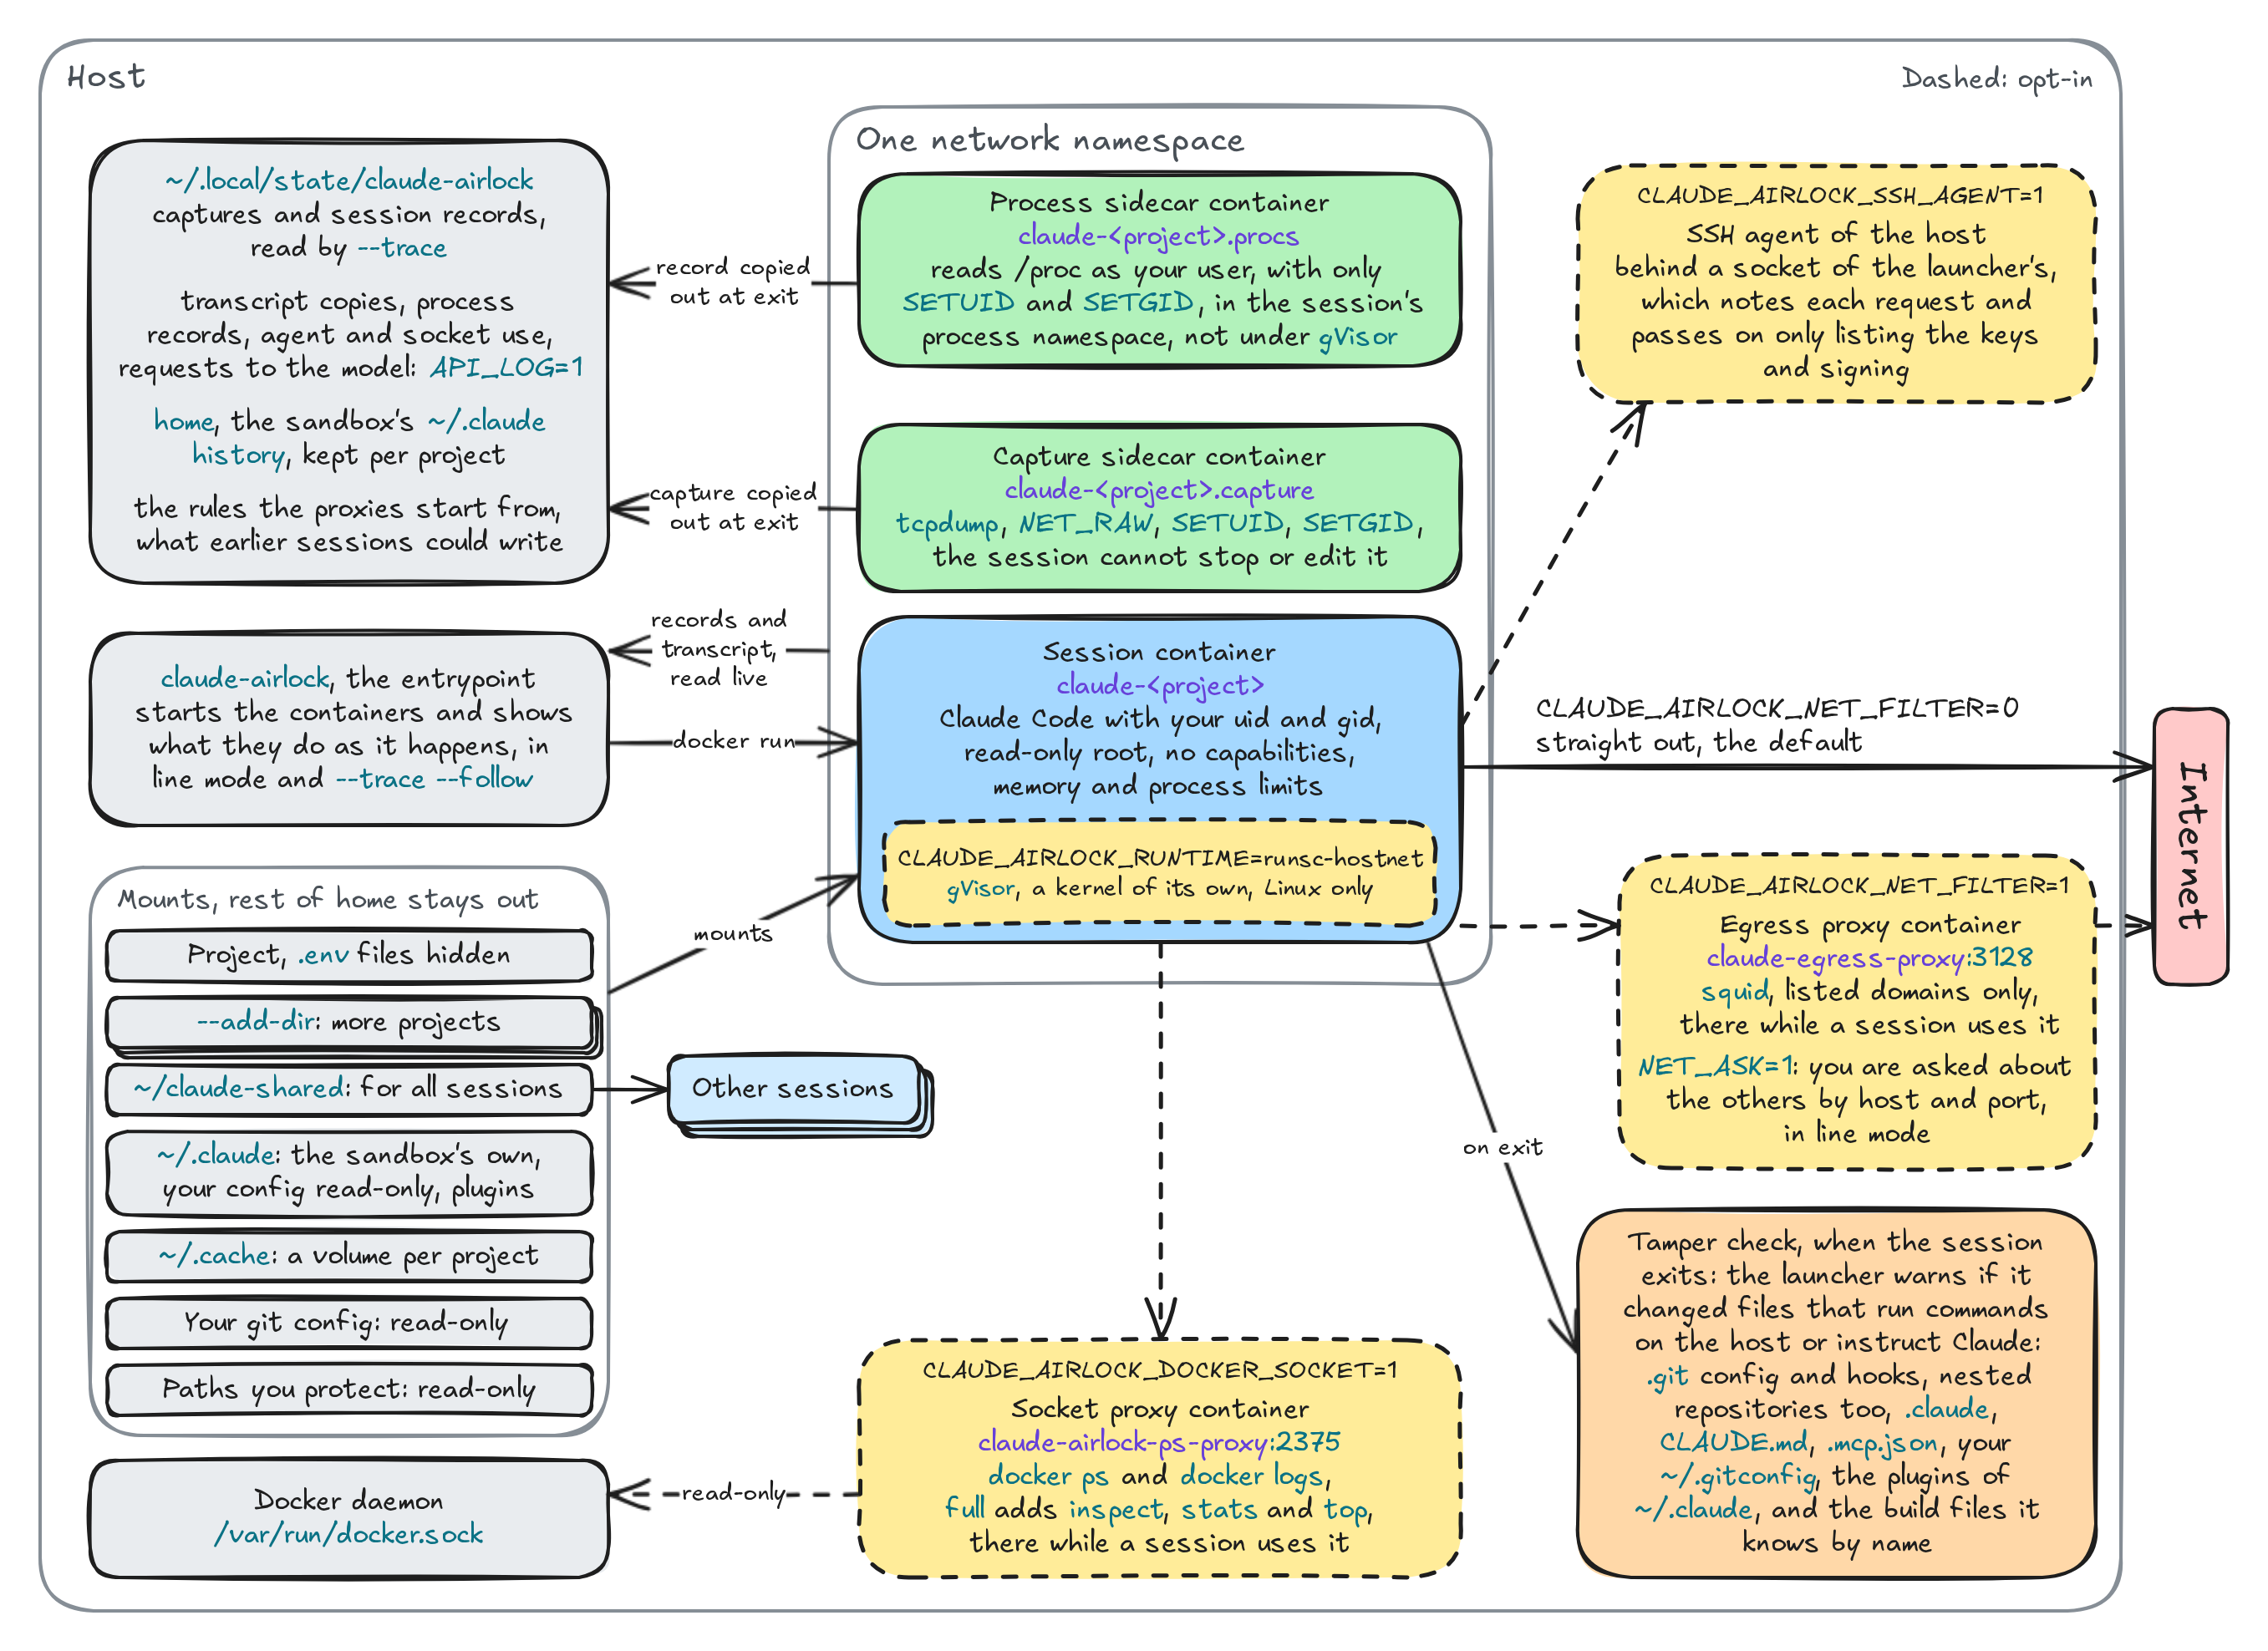 Host
Dashed: opt-in
~/.local/state/claude-airlock
captures and session records,
read by --trace
transcript copies, process
records, agent and socket use,
requests to the model: API_LOG=1
home, the sandbox's ~/.claude
history, kept per project
the rules the proxies start from,
what earlier sessions could write
record copied
out at exit
capture copied
out at exit
One network namespace
Process sidecar container
claude-<project>.procs
reads /proc as your user, with only
SETUID and SETGID, in the session's
process namespace, not under gVisor
Capture sidecar container
claude-<project>.capture
tcpdump, NET_RAW, SETUID, SETGID,
the session cannot stop or edit it
CLAUDE_AIRLOCK_SSH_AGENT=1
SSH agent of the host
behind a socket of the launcher's,
which notes each request and
passes on only listing the keys
and signing
claude-airlock, the entrypoint
starts the containers and shows
what they do as it happens, in
line mode and --trace --follow
records and
transcript,
read live
docker run
Session container
claude-<project>
Claude Code with your uid and gid,
read-only root, no capabilities,
memory and process limits
CLAUDE_AIRLOCK_RUNTIME=runsc-hostnet
gVisor, a kernel of its own, Linux only
CLAUDE_AIRLOCK_NET_FILTER=0
straight out, the default
Internet
Mounts, rest of home stays out
Project, .env files hidden
--add-dir: more projects
~/claude-shared: for all sessions
~/.claude: the sandbox's own,
your config read-only, plugins
~/.cache: a volume per project
Your git config: read-only
Paths you protect: read-only
mounts
Other sessions
CLAUDE_AIRLOCK_NET_FILTER=1
Egress proxy container
claude-egress-proxy:3128
squid, listed domains only,
there while a session uses it
NET_ASK=1: you are asked about
the others by host and port,
in line mode
on exit
Docker daemon
/var/run/docker.sock
read-only
CLAUDE_AIRLOCK_DOCKER_SOCKET=1
Socket proxy container
claude-airlock-ps-proxy:2375
docker ps and docker logs,
full adds inspect, stats and top,
there while a session uses it
Tamper check, when the session
exits: the launcher warns if it
changed files that run commands
on the host or instruct Claude:
.git config and hooks, nested
repositories too, .claude,
CLAUDE.md, .mcp.json, your
~/.gitconfig, the plugins of
~/.claude, and the build files it
knows by name